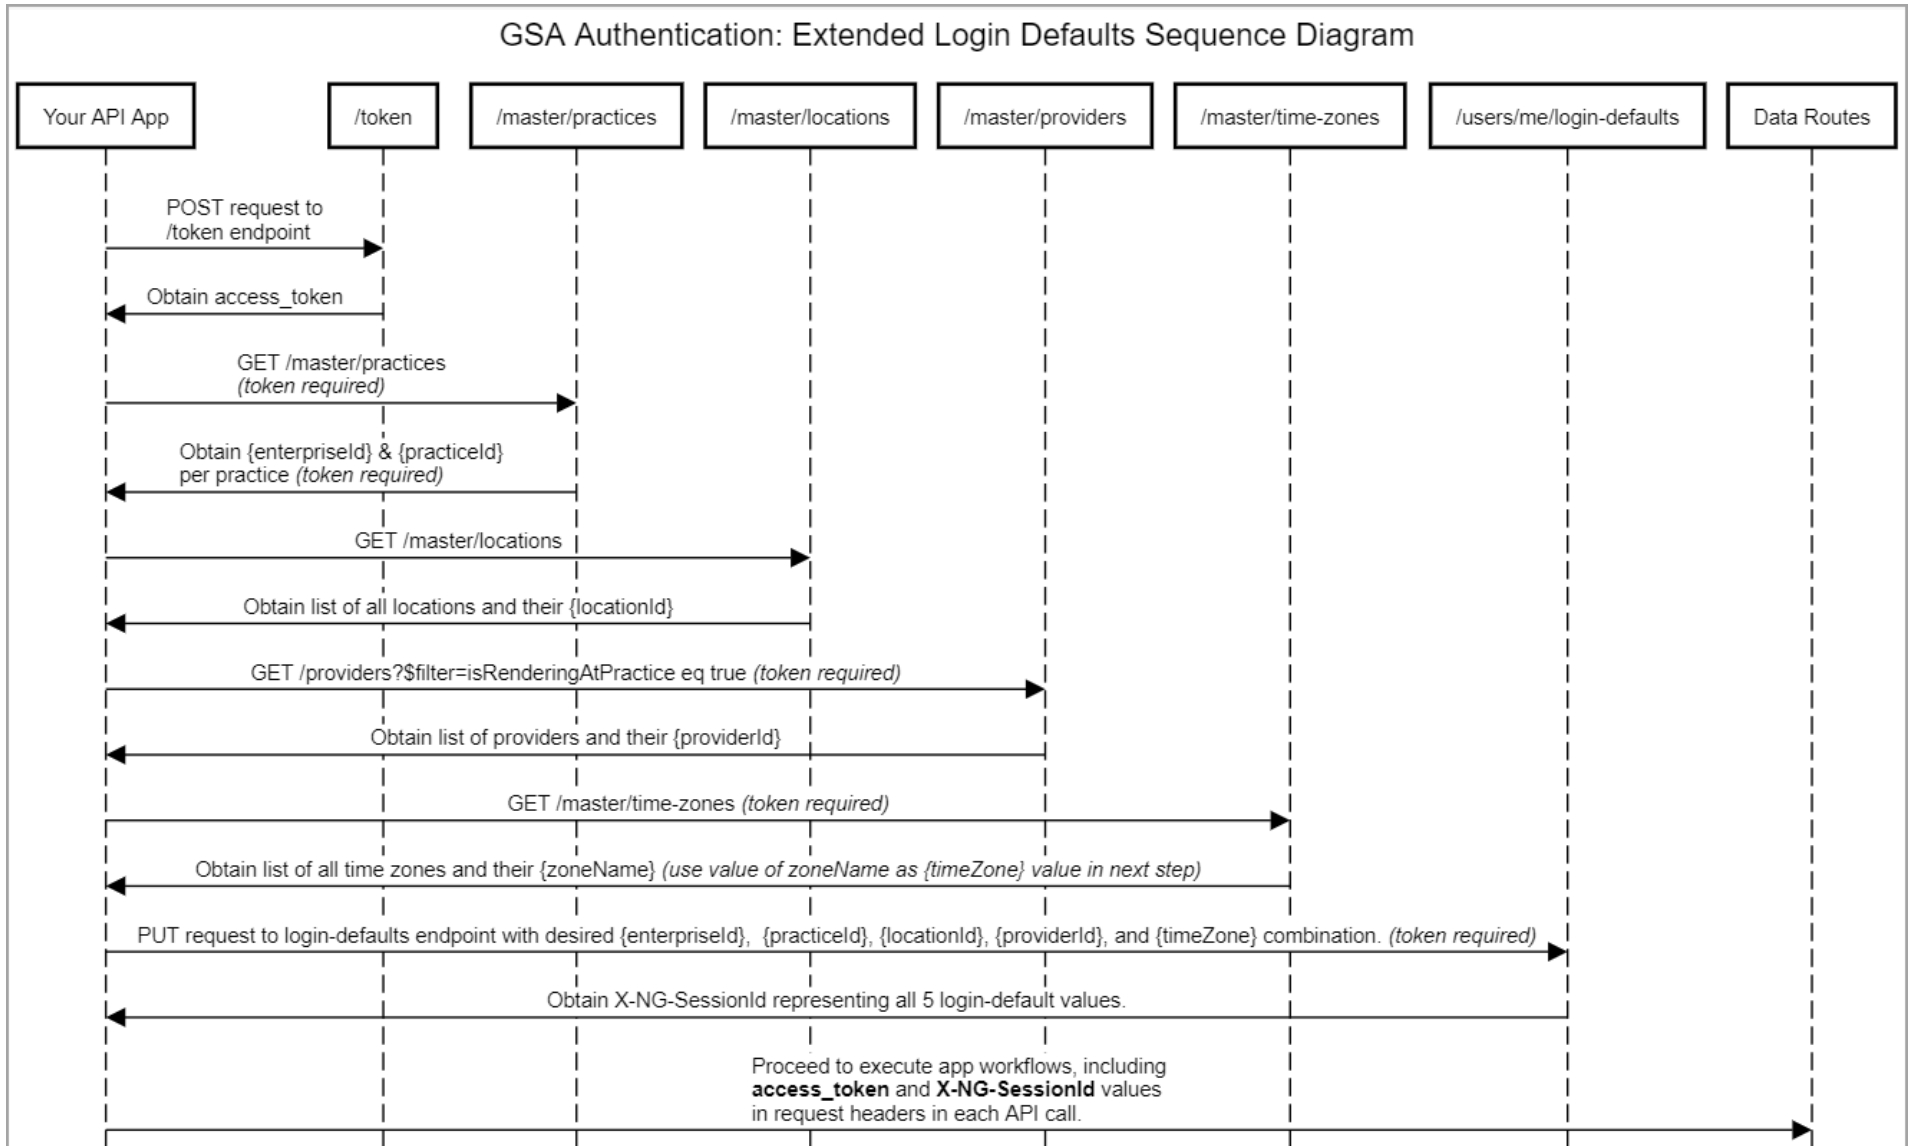 GSA Authentication: Extended Login Defaults Sequence Diagram
Your API App
/token
/master/practices
/master/locations
/master/providers
/master/time-zones
/users/me/login-defaults
Data Routes
POST request to
/token endpoint
Obtain access_token
GET /master/practices
(token required)
Obtain {enterpriseId} & {practiceId}
per practice (token required)
GET /master/locations
Obtain list of all locations and their {locationId}
GET /providers?$filter=isRenderingAtPractice eq true (token required)
Obtain list of providers and their {providerId}
GET /master/time-zones (token required)
Obtain list of all time zones and their {zoneName} (use value of zoneName as {timeZone} value in next step)
PUT request to login-defaults endpoint with desired {enterpriseId}, {practiceId}, {locationId}, {providerId}, and {timeZone} combination. (token required)
Obtain X-NG-SessionId representing all 5 login-default values.
Proceed to execute app workflows, including
access_token and X-NG-SessionId values
in request headers in each API call.